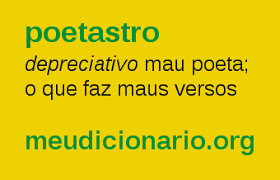 poetastro
depreciativo mau poeta;
o que faz maus versos
meudicionario.org